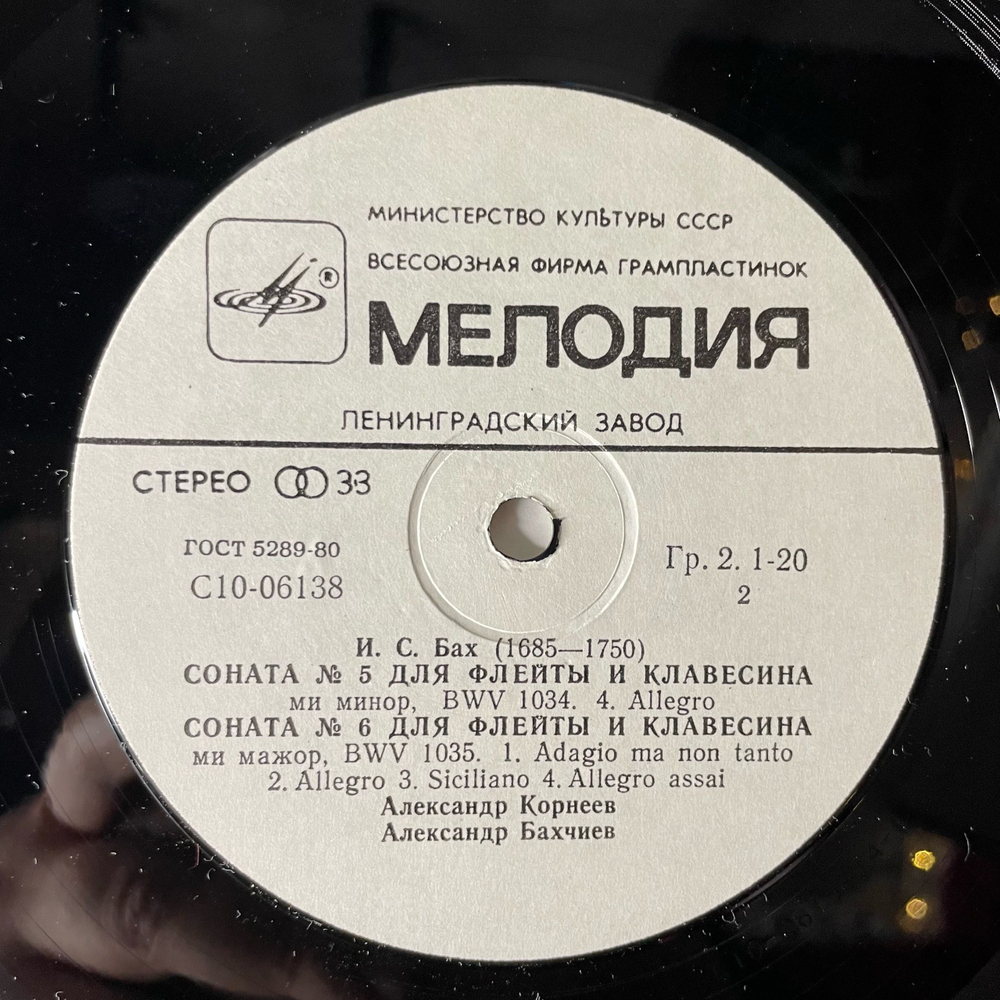 МИНИСТЕРСТВО КУЛЬТУРЫ СССР
ВСЕСОЮЗНАЯ ФИРМА ГРАМПЛАСТИНОК
®
МЕЛОДИЯ
ЛЕНИНГРАДСКИЙ ЗАВОД
СТЕРЕО 33
ГОСТ 5289-80
С10-06138
Гр. 2. 1-20
2
И. С. Бах (1685—1750)
СОНАТА № 5 ДЛЯ ФЛЕЙТЫ И КЛАВЕСИНА
ми минор, BWV 1034. 4. Allegro
СОНАТА № 6 ДЛЯ ФЛЕЙТЫ И КЛАВЕСИНА
ми мажор, BWV 1035. 1. Adagio ma non tanto
2. Allegro 3. Siciliano 4. Allegro assai
Александр Корнеев
Александр Бахчиев